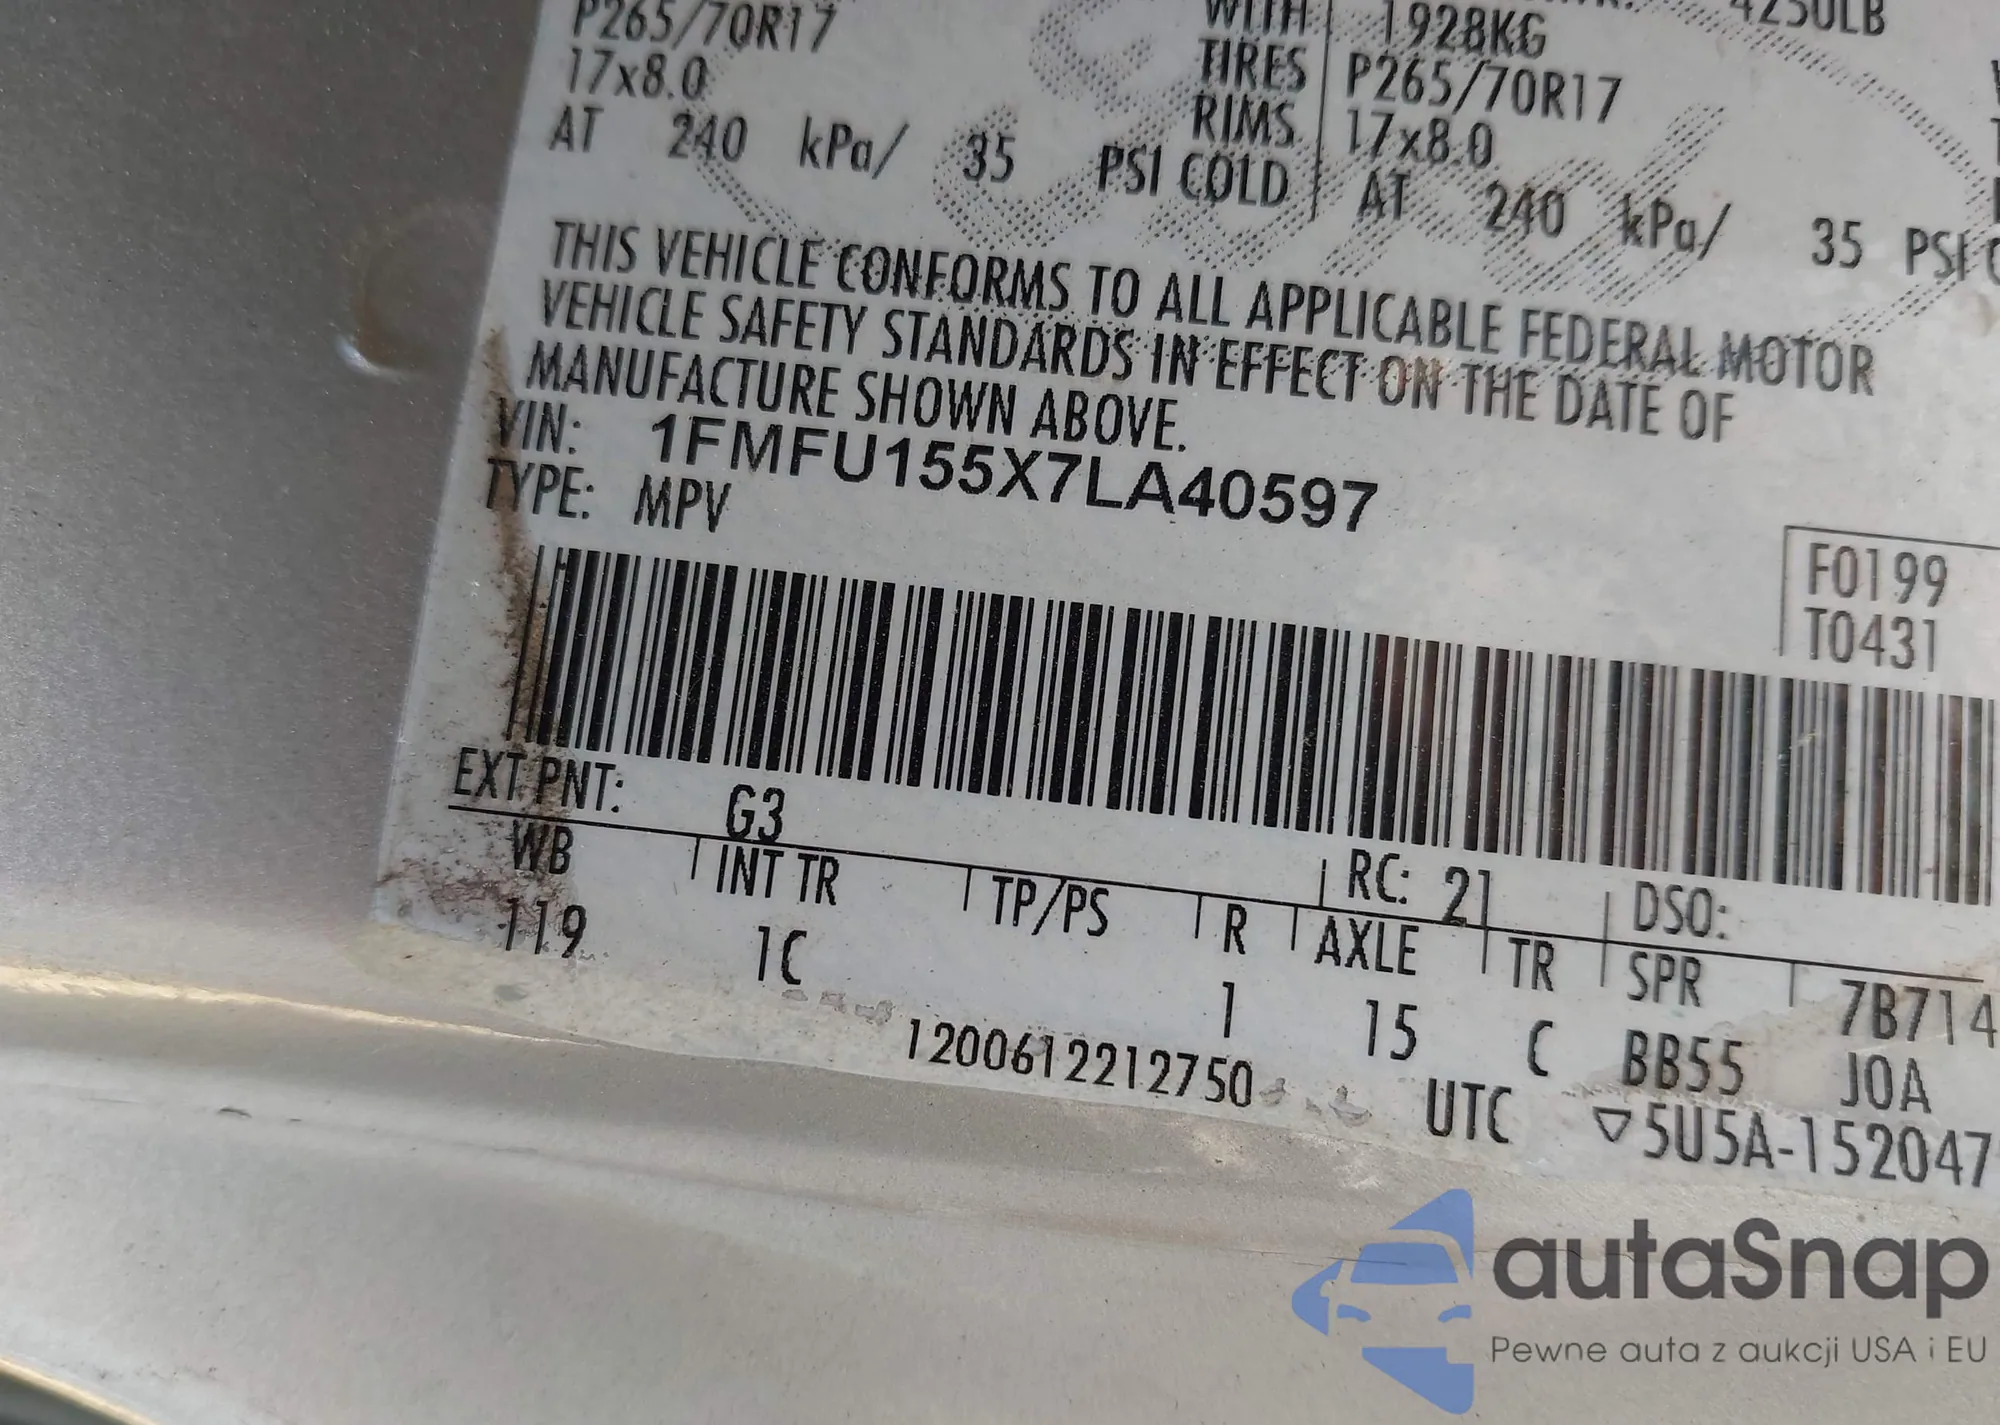 4250LB
P265/70R17
WITH 1928KG
17x8.0
TIRES P265/70R17
RIMS 17x8.0
AT 240 kPa/ 35 PSI COLD
AT 240 kPa/ 35 PSI
THIS VEHICLE CONFORMS TO ALL APPLICABLE FEDERAL MOTOR
VEHICLE SAFETY STANDARDS IN EFFECT ON THE DATE OF
MANUFACTURE SHOWN ABOVE.
VIN: 1FMFU155X7LA40597
TYPE: MPV
F0199
T0431
EXT PNT: G3
RC: 21 DSO:
WB INT TR TP/PS R AXLE TR SPR 7B714
119 1C 1 15 C BB55 J0A
1200612212750 UTC ▽5U5A-152047
autaSnap
Pewne auta z aukcji USA i EU